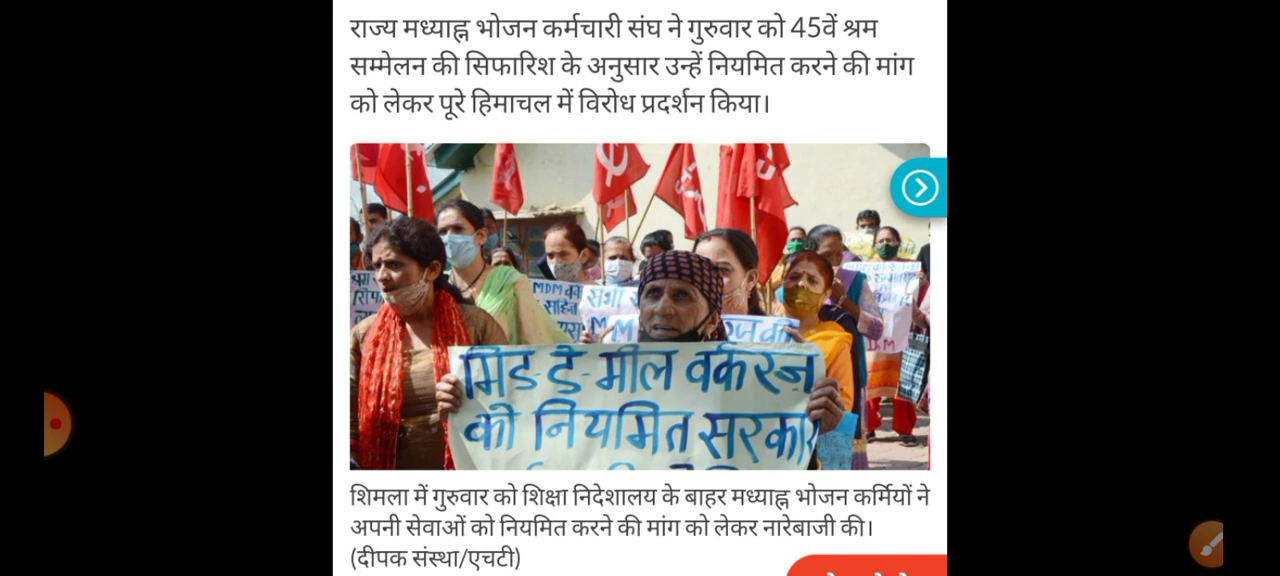 राज्य मध्याह्न भोजन कर्मचारी संघ ने गुरुवार को 45वें श्रम
सम्मेलन की सिफारिश के अनुसार उन्हें नियमित करने की मांग
को लेकर पूरे हिमाचल में विरोध प्रदर्शन किया।
MDM
सभा
मिड-डे-मील वर्करज़
को नियमित सरकार
शिमला में गुरुवार को शिक्षा निदेशालय के बाहर मध्याह्न भोजन कर्मियों ने
अपनी सेवाओं को नियमित करने की मांग को लेकर नारेबाजी की।
(दीपक संस्था/एचटी)